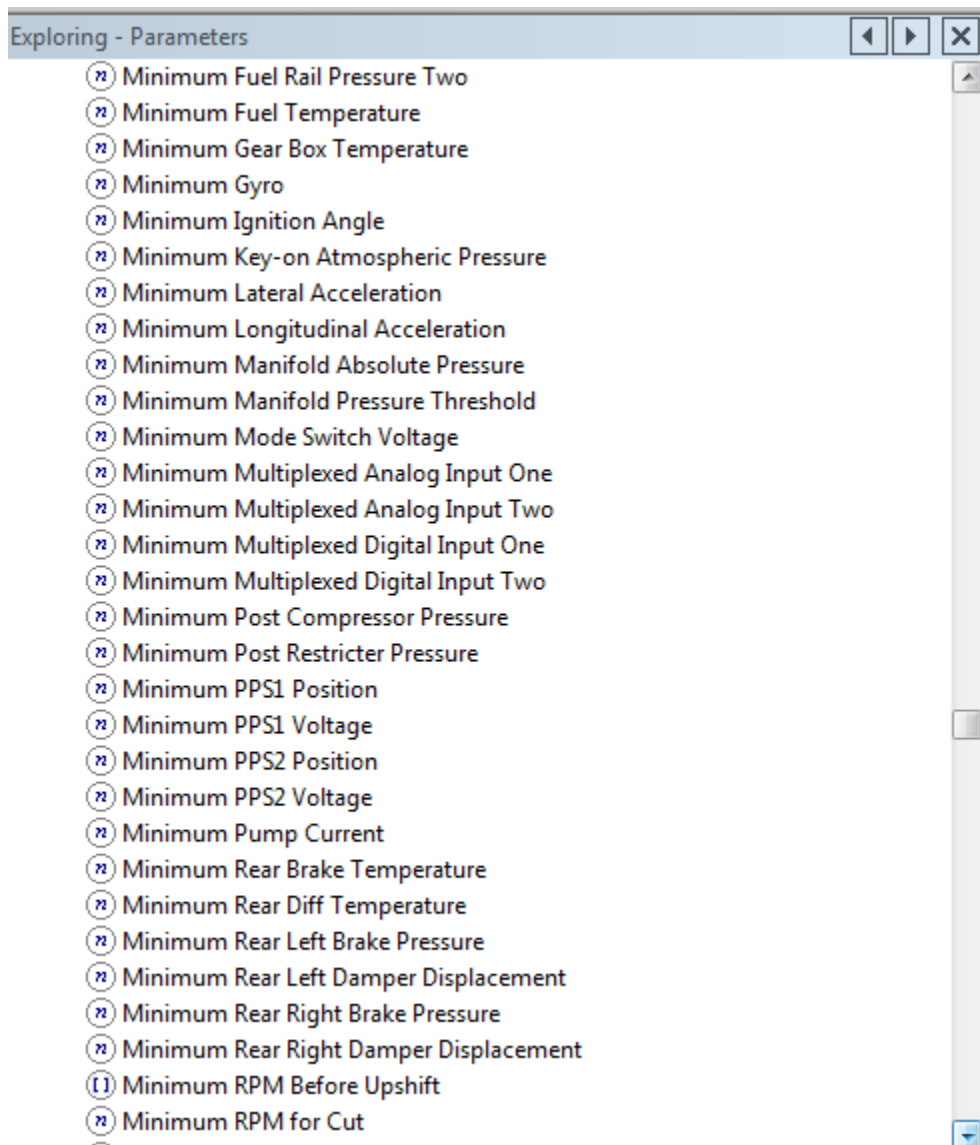 Exploring - Parameters
Minimum Fuel Rail Pressure Two
Minimum Fuel Temperature
Minimum Gear Box Temperature
Minimum Gyro
Minimum Ignition Angle
Minimum Key-on Atmospheric Pressure
Minimum Lateral Acceleration
Minimum Longitudinal Acceleration
Minimum Manifold Absolute Pressure
Minimum Manifold Pressure Threshold
Minimum Mode Switch Voltage
Minimum Multiplexed Analog Input One
Minimum Multiplexed Analog Input Two
Minimum Multiplexed Digital Input One
Minimum Multiplexed Digital Input Two
Minimum Post Compressor Pressure
Minimum Post Restricter Pressure
Minimum PPS1 Position
Minimum PPS1 Voltage
Minimum PPS2 Position
Minimum PPS2 Voltage
Minimum Pump Current
Minimum Rear Brake Temperature
Minimum Rear Diff Temperature
Minimum Rear Left Brake Pressure
Minimum Rear Left Damper Displacement
Minimum Rear Right Brake Pressure
Minimum Rear Right Damper Displacement
Minimum RPM Before Upshift
Minimum RPM for Cut